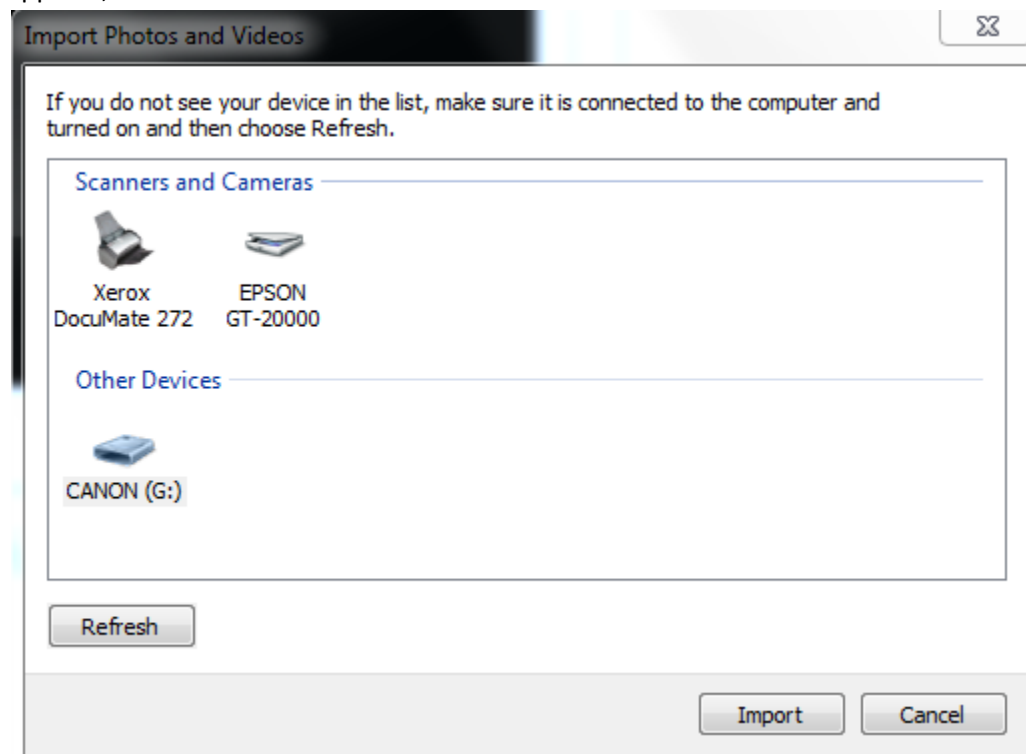 Import Photos and Videos
If you do not see your device in the list, make sure it is connected to the computer and
turned on and then choose Refresh.
Scanners and Cameras
Xerox EPSON
DocuMate 272 GT-20000
Other Devices
CANON (G:)
Refresh
Import Cancel